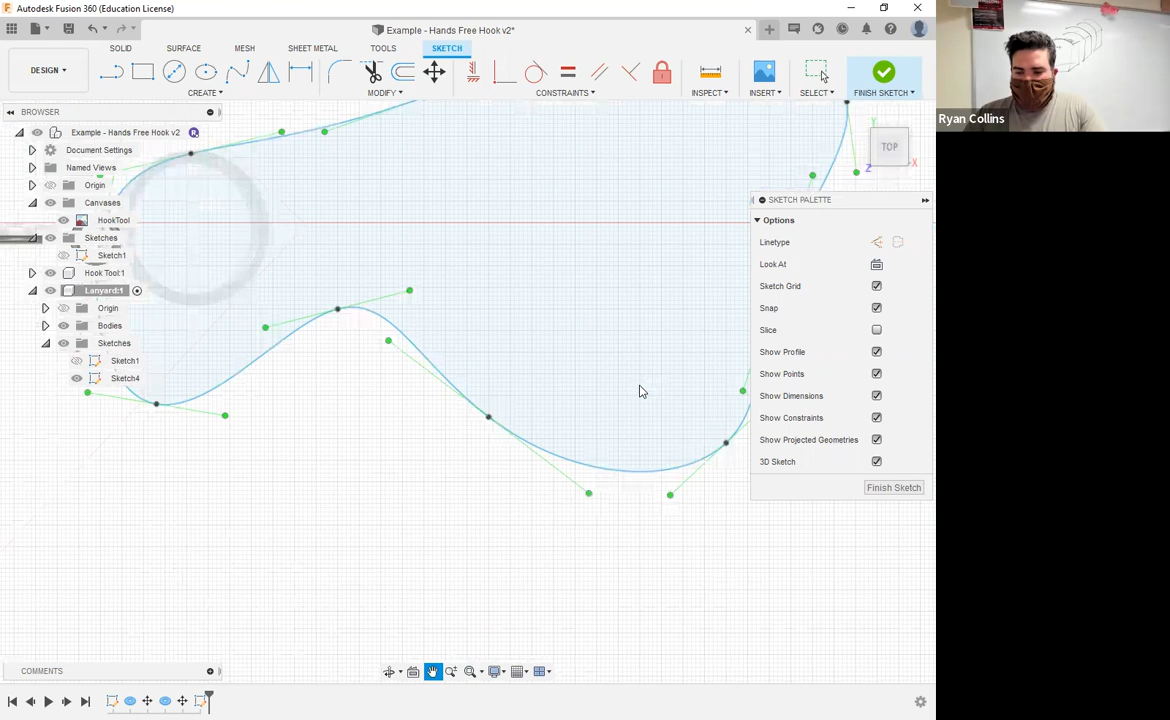 Autodesk Fusion 360 (Education License)
Example - Hands Free Hook v2*
SOLID SURFACE MESH SHEET METAL TOOLS SKETCH
DESIGN
CREATE MODIFY CONSTRAINTS INSPECT INSERT SELECT FINISH SKETCH
BROWSER
Example - Hands Free Hook v2 R
Document Settings
Named Views
Origin
Canvases
HookTool
Sketches
Sketch1
Hook Tool:1
Lanyard:1
Origin
Bodies
Sketches
Sketch1
Sketch4
Y
TOP
X
Z
SKETCH PALETTE
Options
Linetype
Look At
Sketch Grid
Snap
Slice
Show Profile
Show Points
Show Dimensions
Show Constraints
Show Projected Geometries
3D Sketch
Finish Sketch
Ryan Collins
COMMENTS